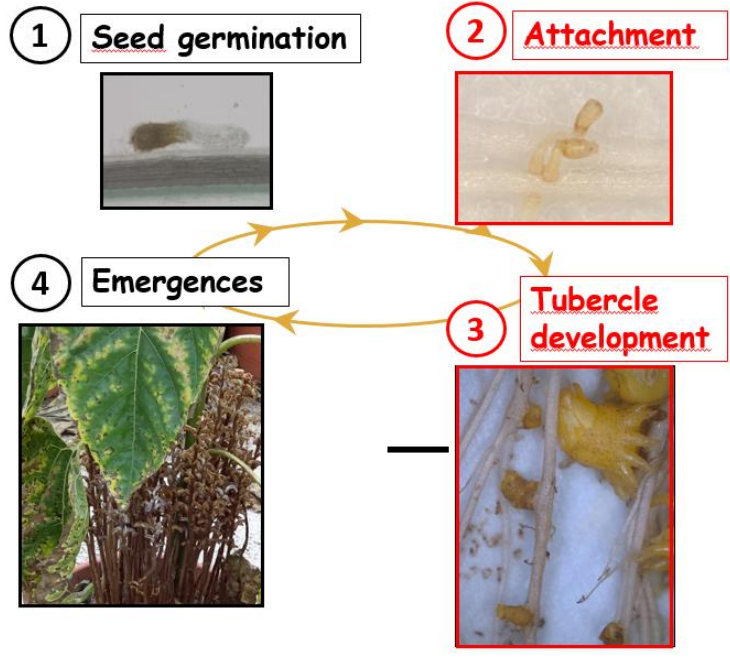 1 Seed germination
2 Attachment
4 Emergences
3 Tubercle
development